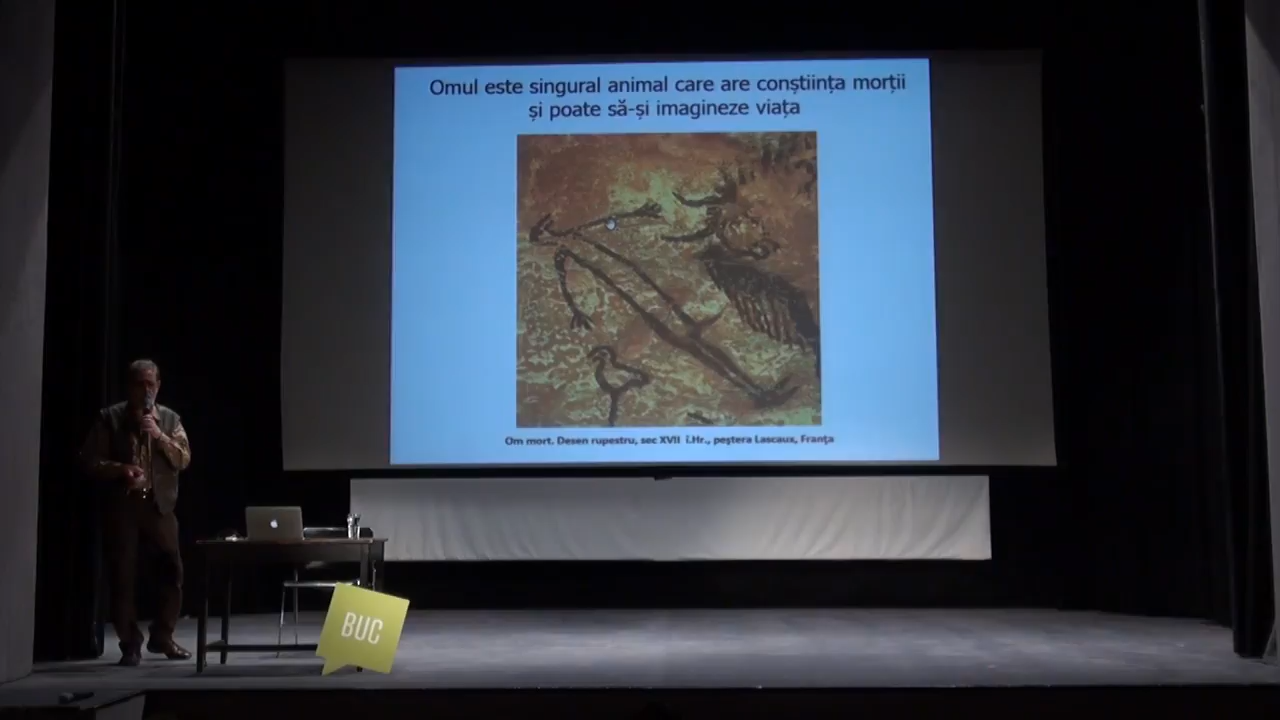 Omul este singural animal care are conștiința morții
și poate să-și imagineze viața
Om mort. Desen rupestru, sec XVII î.Hr., peștera Lascaux, Franța
BUC